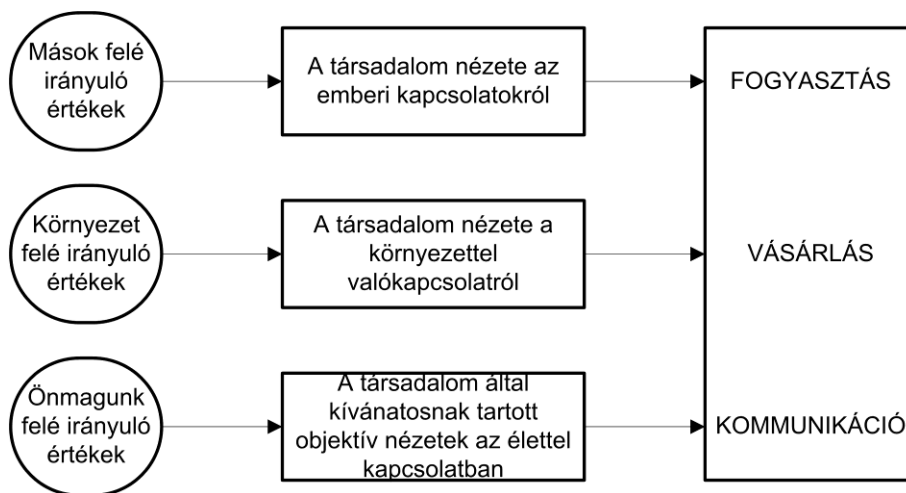 Mások felé
irányuló
értékek
A társadalom nézete az
emberi kapcsolatokról
FOGYASZTÁS
Környezet
felé irányuló
értékek
A társadalom nézete a
környezettel
valókapcsolatról
VÁSÁRLÁS
Önmagunk
felé irányuló
értékek
A társadalom által
kívánatosnak tartott
objektív nézetek az élettel
kapcsolatban
KOMMUNIKÁCIÓ